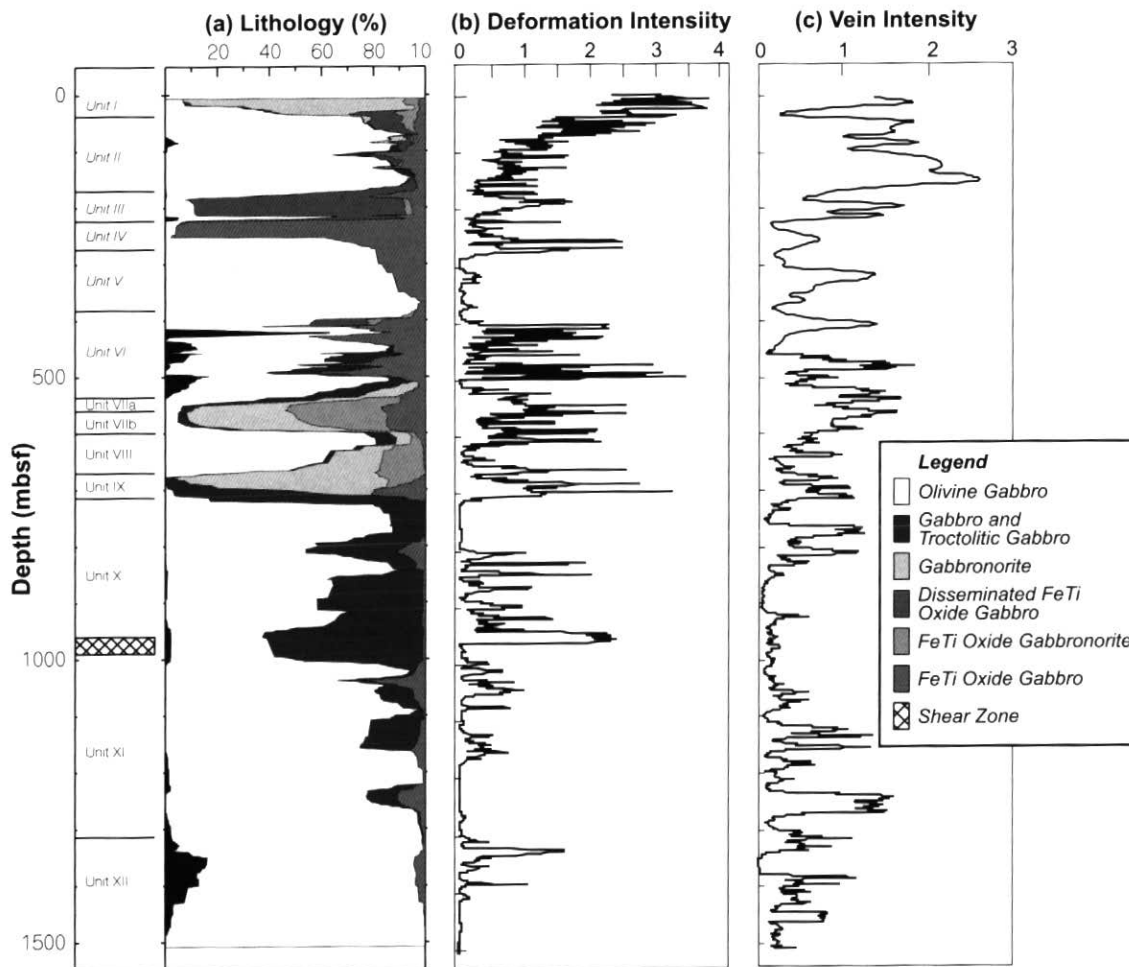 (a) Lithology (%)
20 40 60 80 10
(b) Deformation Intensiity
0 1 2 3 4
(c) Vein Intensity
0 1 2 3
Depth (mbsf)
0
500
1000
1500
Unit I
Unit II
Unit III
Unit IV
Unit V
Unit VI
Unit VIIa
Unit VIIb
Unit VIII
Unit IX
Unit X
Unit XI
Unit XII
Legend
Olivine Gabbro
Gabbro and
Troctolitic Gabbro
Gabbronorite
Disseminated FeTi
Oxide Gabbro
FeTi Oxide Gabbronorite
FeTi Oxide Gabbro
Shear Zone